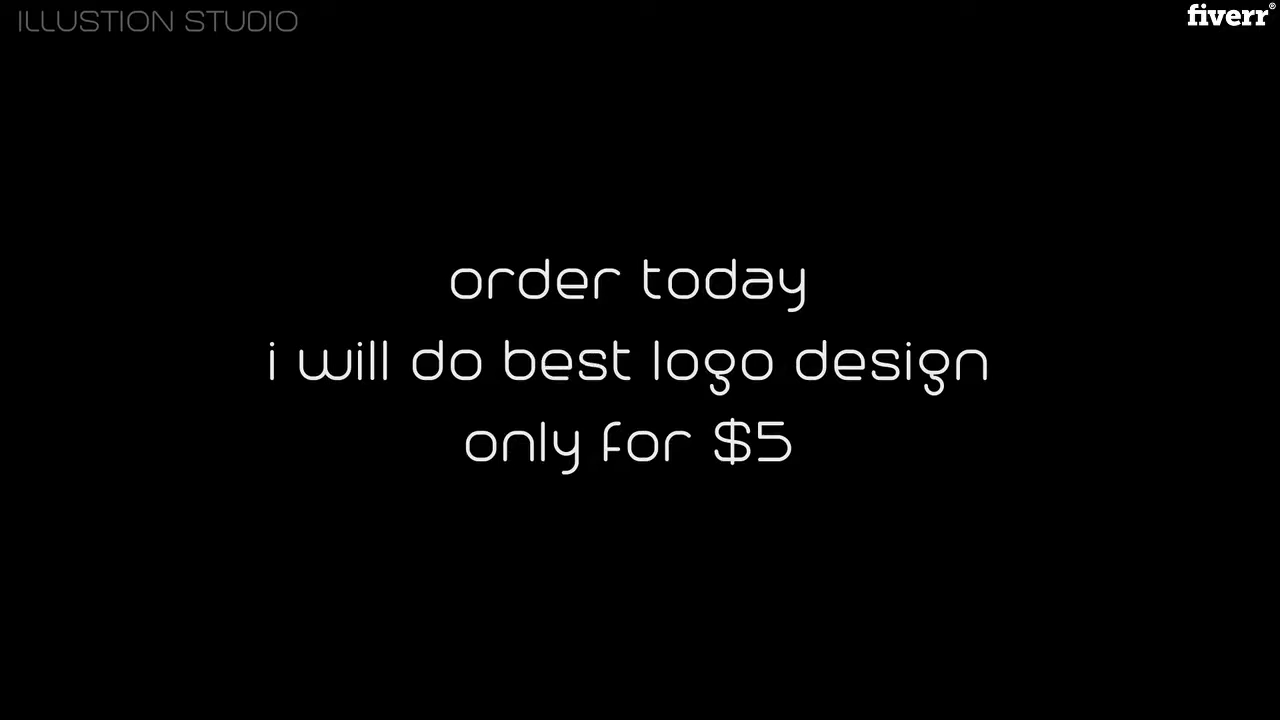 ILLUSTION STUDIO
fiverr®
order today
i will do best logo design
only for $5